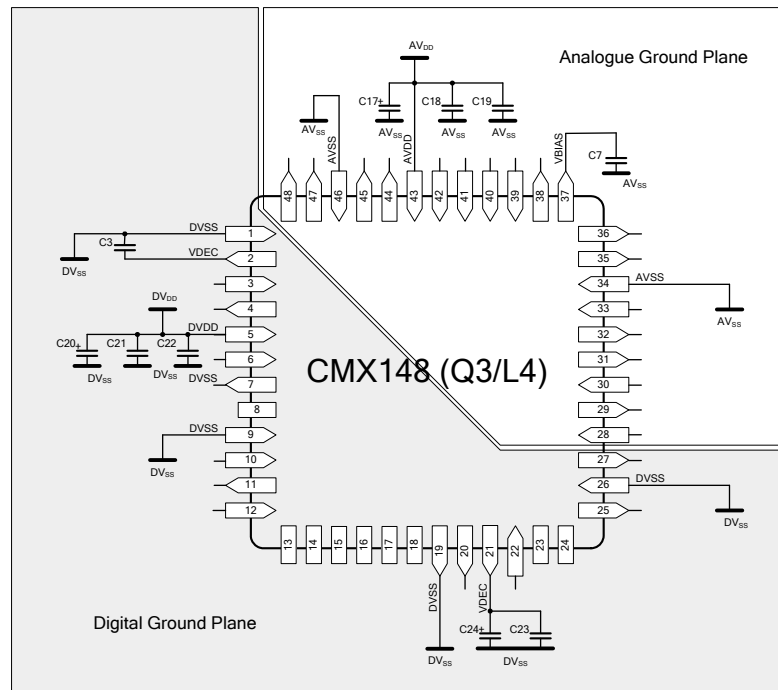 AVDD
Analogue Ground Plane
C17+ C18 C19
AVSS AVSS AVSS AVSS
AVSS AVDD VBIAS C7
AVSS
48 47 46 45 44 43 42 41 40 39 38 37
DVSS 1 36
C3 VDEC 2 35
DVSS 3 34 AVSS
DVDD 4 33
AVSS
C20+ C21 C22 DVDD 5 32
DVSS DVSS DVSS 6 31
DVSS 7 30
CMX148 (Q3/L4)
8 29
DVSS 9 28
DVSS 10 27
11 26 DVSS
12 25
DVSS
13 14 15 16 17 18 19 20 21 22 23 24
DVSS VDEC
Digital Ground Plane
C24+ C23
DVSS DVSS